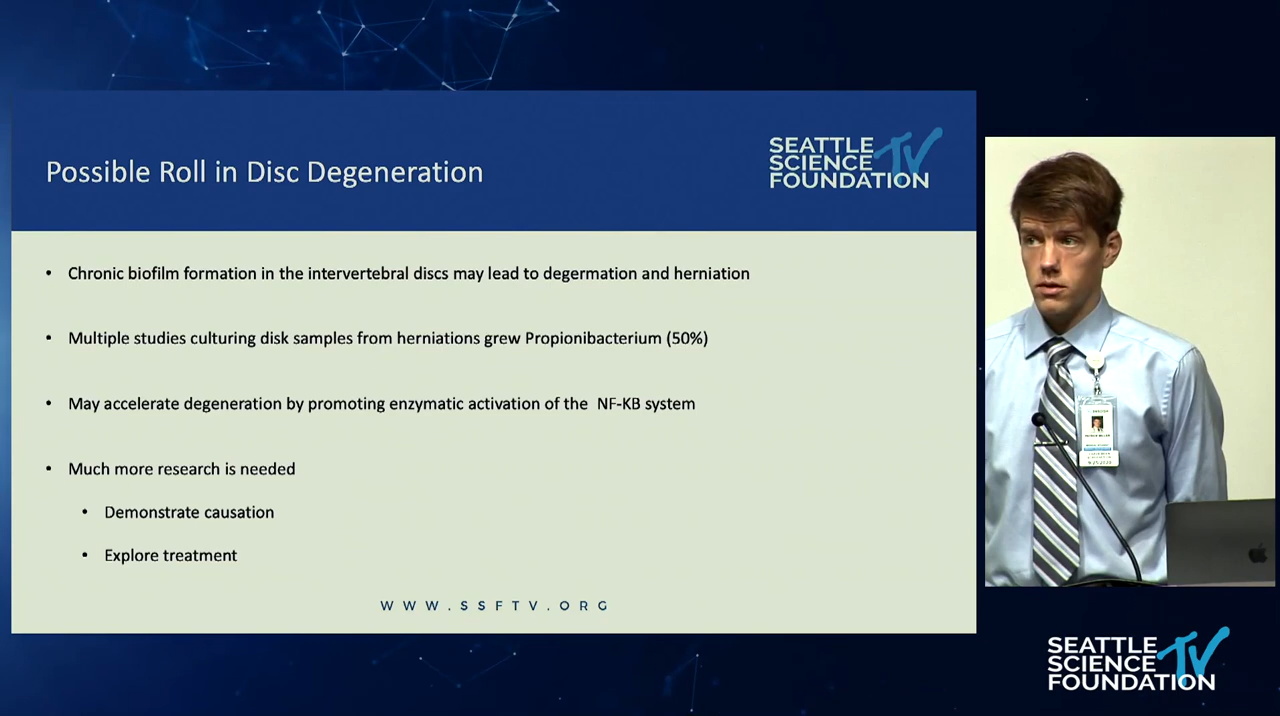 Possible Roll in Disc Degeneration
SEATTLE
SCIENCE TV
FOUNDATION
• Chronic biofilm formation in the intervertebral discs may lead to degermation and herniation
• Multiple studies culturing disk samples from herniations grew Propionibacterium (50%)
• May accelerate degeneration by promoting enzymatic activation of the NF-KB system
• Much more research is needed
• Demonstrate causation
• Explore treatment
WWW.SSFTV.ORG
SEATTLE
SCIENCE TV
FOUNDATION